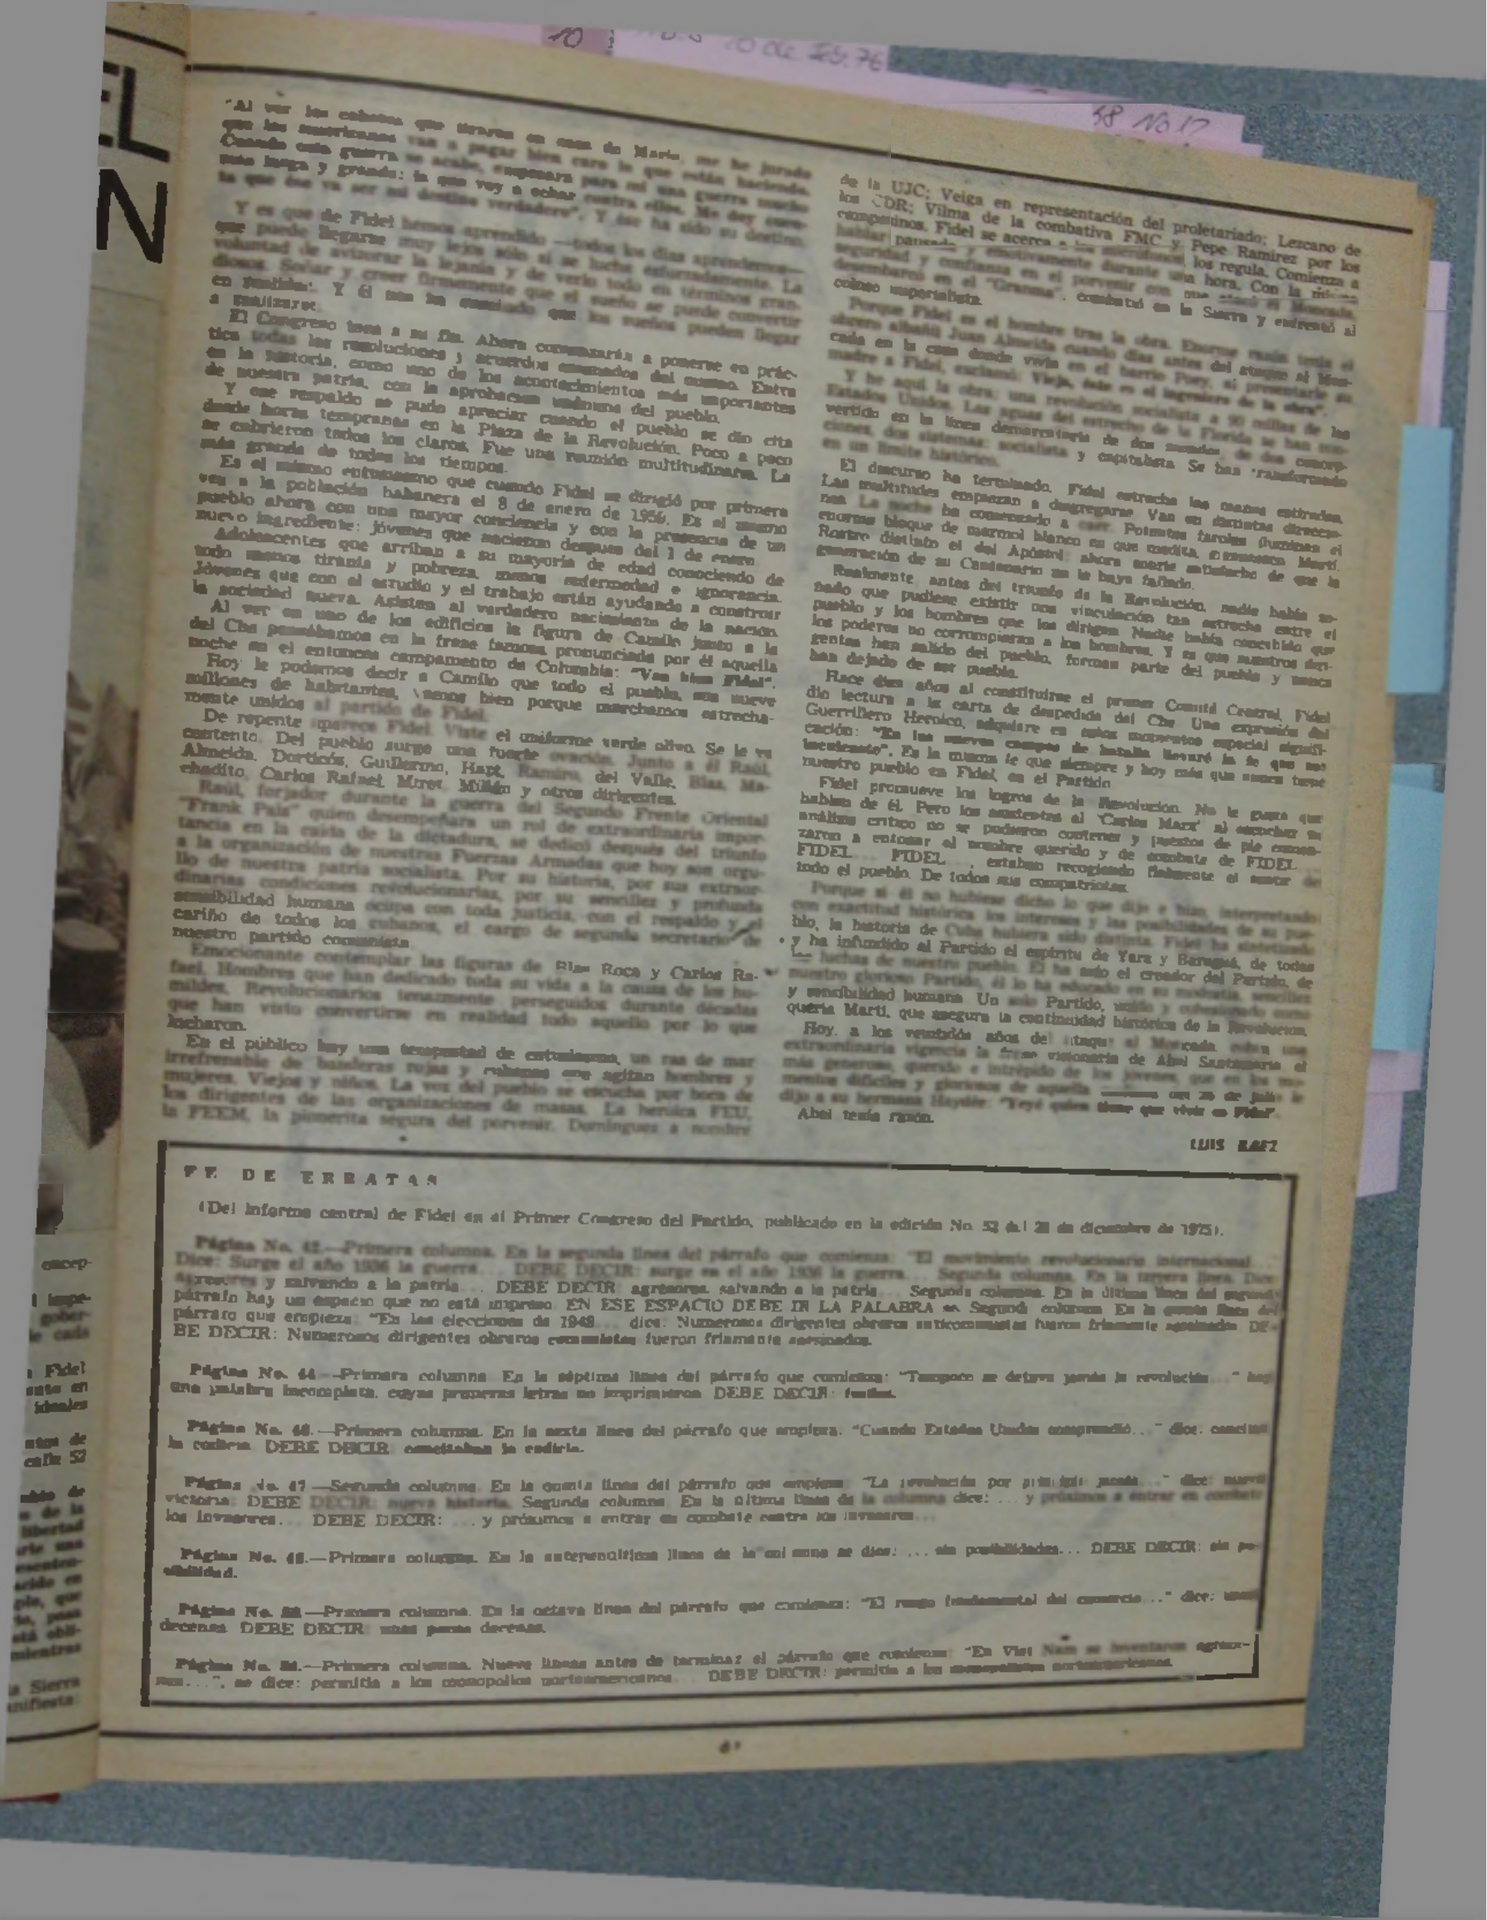 EL
N
10
10 de Feb. 76
58 No 17
"Al ver los cohetes que tiraron en casa de Mario, me he jurado
que los americanos van a pagar bien caro lo que están haciendo.
Cuando esta guerra se acabe, empezará para mí una guerra mucho
más larga y grande: la que voy a echar contra ellos. Me doy cuen-
ta que ése va ser mi destino verdadero". Y ése ha sido su destino.
Y es que de Fidel hemos aprendido —todos los días aprendemos—
que puede llegarse muy lejos sólo si se lucha esforzadamente. La
voluntad de avizorar la lejanía y de verlo todo en términos gran-
diosos. Soñar y creer firmemente que el sueño se puede convertir
en realidad. Y él nos ha enseñado que los sueños pueden llegar
a realizarse.
El Congreso toca a su fin. Ahora comenzarán a ponerse en prác-
tica todas las resoluciones y acuerdos emanados del mismo. Entra
en la historia, como uno de los acontecimientos más importantes
de nuestra patria, con la aprobación unánime del pueblo.
Y ese respaldo se pudo apreciar cuando el pueblo se dio cita
desde horas tempranas en la Plaza de la Revolución. Poco a poco
se cubrieron todos los claros. Fue una reunión multitudinaria. La
más grande de todos los tiempos.
Es el mismo entusiasmo que cuando Fidel se dirigió por primera
vez a la población habanera el 8 de enero de 1959. Es el mismo
pueblo ahora con una mayor conciencia y con la presencia de un
nuevo ingrediente: jóvenes que nacieron después del 1 de enero.
Adolescentes que arriban a su mayoría de edad conociendo de
todo menos tiranía y pobreza, menos enfermedad e ignorancia.
Jóvenes que con el estudio y el trabajo están ayudando a construir
la sociedad nueva. Asisten al verdadero nacimiento de la nación.
Al ver en uno de los edificios la figura de Camilo junto a la
del Che pensábamos en la frase famosa pronunciada por él aquella
noche en el entonces campamento de Columbia: "Vas bien Fidel".
Hoy le podemos decir a Camilo que todo el pueblo, son nueve
millones de habitantes, vamos bien porque marchamos estrecha-
mente unidos al partido de Fidel.
De repente aparece Fidel. Viste el uniforme verde olivo. Se le ve
contento. Del pueblo surge una fuerte ovación. Junto a él Raúl,
Almeida, Dorticós, Guillermo, Hart, Ramiro, del Valle, Blas, Ma-
chadito, Carlos Rafael, Miret, Milián y otros dirigentes.
Raúl, forjador durante la guerra del Segundo Frente Oriental
"Frank País" quien desempeñara un rol de extraordinaria impor-
tancia en la caída de la dictadura, se dedicó después del triunfo
a la organización de nuestras Fuerzas Armadas que hoy son orgu-
llo de nuestra patria socialista. Por su historia, por sus extraor-
dinarias condiciones revolucionarias, por su sencillez y profunda
sensibilidad humana ocupa con toda justicia, con el respaldo y el
cariño de todos los cubanos, el cargo de segundo secretario de
nuestro partido comunista.
Emocionante contemplar las figuras de Blas Roca y Carlos Ra-
fael. Hombres que han dedicado toda su vida a la causa de los hu-
mildes. Revolucionarios tenazmente perseguidos durante décadas
que han visto convertirse en realidad todo aquello por lo que
lucharon.
En el público hay una tempestad de entusiasmo, un ras de mar
irrefrenable de banderas rojas y cubanas que agitan hombres y
mujeres. Viejos y niños. La voz del pueblo se escucha por boca de
los dirigentes de las organizaciones de masas. La heroica FEU,
la FEEM, la pionerita segura del porvenir. Domínguez a nombre
de la UJC; Veiga en representación del proletariado; Lezcano de
los CDR; Vilma de la combativa FMC y Pepe Ramírez por los
campesinos. Fidel se acerca a los micrófonos, los regula. Comienza a
hablar pausada y emotivamente durante una hora. Con la misma
seguridad y confianza en el porvenir con que atacó el Moncada,
desembarcó en el "Granma", combatió en la Sierra y enfrentó al
coloso imperialista.
Porque Fidel es el hombre tras la obra. Enorme razón tenía el
obrero albañil Juan Almeida cuando días antes del ataque al Mon-
cada en la casa donde vivía en el barrio Poey, al presentarle su
madre a Fidel, exclamó: Vieja, éste es el ingeniero de la obra".
Y he aquí la obra: una revolución socialista a 90 millas de los
Estados Unidos. Las aguas del estrecho de la Florida se han con-
vertido en la línea demarcatoria de dos mundos, de dos concep-
ciones, dos sistemas: socialista y capitalista. Se han transformado
en un límite histórico.
El discurso ha terminado. Fidel estrecha las manos estiradas.
Las multitudes empiezan a disgregarse. Van en distintas direccio-
nes. La noche ha comenzado a caer. Potentes faroles iluminan el
enorme bloque de mármol blanco en que medita, Martí.
Rostro distinto el del Apóstol: ahora sonríe satisfecho de que la
generación de su Centenario no le haya fallado.
Realmente, antes del triunfo de la Revolución, nadie había so-
ñado que pudiese existir una vinculación tan estrecha entre el
pueblo y los hombres que los dirigen. Nadie había concebido que
los poderes no corrompieran a los hombres. Y es que nuestros diri-
gentes han salido del pueblo, forman parte del pueblo y nunca
han dejado de ser pueblo.
Hace diez años al constituirse el primer Comité Central, Fidel
dio lectura a la carta de despedida del Che. Una expresión del
Guerrillero Heroico, adquiere en estos momentos especial signifi-
cación: "En los nuevos campos de batalla llevaré la fe que me
inculcaste". Es la misma fe que siempre y hoy más que nunca tiene
nuestro pueblo en Fidel, en el Partido.
Fidel promueve los logros de la Revolución. No le gusta que
hablen de él. Pero los asistentes al 'Carlos Marx' al escuchar su
análisis crítico no se pudieron contener y puestos de pie comen-
zaron a entonar el nombre querido y de combate de FIDEL...
FIDEL... FIDEL..., estaban recogiendo fielmente el sentir de
todo el pueblo. De todos sus compatriotas.
Porque si él no hubiese dicho lo que dijo e hizo, interpretando
con exactitud histórica los intereses y las posibilidades de su pue-
blo, la historia de Cuba hubiera sido distinta. Fidel ha sintetizado
y ha infundido al Partido el espíritu de Yara y Baraguá, de todas
las luchas de nuestro pueblo. El ha sido el creador del Partido, de
nuestro glorioso Partido, él lo ha educado en su modestia, sencillez
y sensibilidad humana. Un solo Partido, unido y cohesionado como
quería Martí, que asegura la continuidad histórica de la Revolución.
Hoy, a los veintidós años del ataque al Moncada, cobra una
extraordinaria vigencia la frase visionaria de Abel Santamaría, el
más generoso, querido e intrépido de los jóvenes, que en los mo-
mentos difíciles y gloriosos de aquella mañana del 26 de julio le
dijo a su hermana Haydée: "Yeyé quien tiene que vivir es Fidel".
Abel tenía razón.
LUIS BAEZ
FE DE ERRATAS
(Del informe central de Fidel en el Primer Congreso del Partido, publicado en la edición No. 52 del 28 de diciembre de 1975).
Página No. 42.—Primera columna. En la segunda línea del párrafo que comienza: "El movimiento revolucionario internacional...
Dice: Surge el año 1936 la guerra... DEBE DECIR: surge en el año 1936 la guerra... Segunda columna. En la tercera línea. Dice:
agresores y salvando a la patria... DEBE DECIR: agresores, salvando a la patria... Segunda columna. En la última línea del segundo
párrafo hay un espacio que no está impreso. EN ESE ESPACIO DEBE IR LA PALABRA en. Segunda columna. En la quinta línea del
párrafo que empieza: "En las elecciones de 1948... dice: Numerosos dirigentes obreros anticomunistas fueron fríamente asesinados. DE-
BE DECIR: Numerosos dirigentes obreros comunistas fueron fríamente asesinados.
Página No. 44.—Primera columna. En la séptima línea del párrafo que comienza: "Tampoco se detuvo jamás la revolución..." hay
una palabra incompleta, cuyas primeras letras no imprimieron. DEBE DECIR:
Página No. 46.—Primera columna. En la sexta línea del párrafo que empieza: "Cuando Estados Unidos comprendió..." dice:
la codicia. DEBE DECIR: concitaban la codicia.
Página No. 47.—Segunda columna. En la quinta línea del párrafo que empieza: "La revolución por" dice: nueva
victoria: DEBE DECIR: nueva historia. Segunda columna. En la última línea de la columna dice: ... y próximos a entrar en combate
los invasores... DEBE DECIR: ... y próximos a entrar en combate contra los invasores...
Página No. 48.—Primera columna. En la antepenúltima línea de la columna se dice: ... sin posibilidades... DEBE DECIR: sin po-
sibilidad.
Primera columna. En la octava línea del párrafo que comienza: "El rasgo fundamental del comercio..." dice: unas
decenas. DEBE DECIR: unas pocas decenas.
Primera columna. Nueve líneas antes de terminar el párrafo que comienza: "En Viet Nam se inventaron agresio-
nes...", se dice: permitía a los monopolios norteamericanos... DEBE DECIR: permitía a los monopolistas norteamericanos.
concep-
gober-
de cada
Fidel
ideales
calle 52
de la
libertad
mientras
la Sierra
anifiesta: